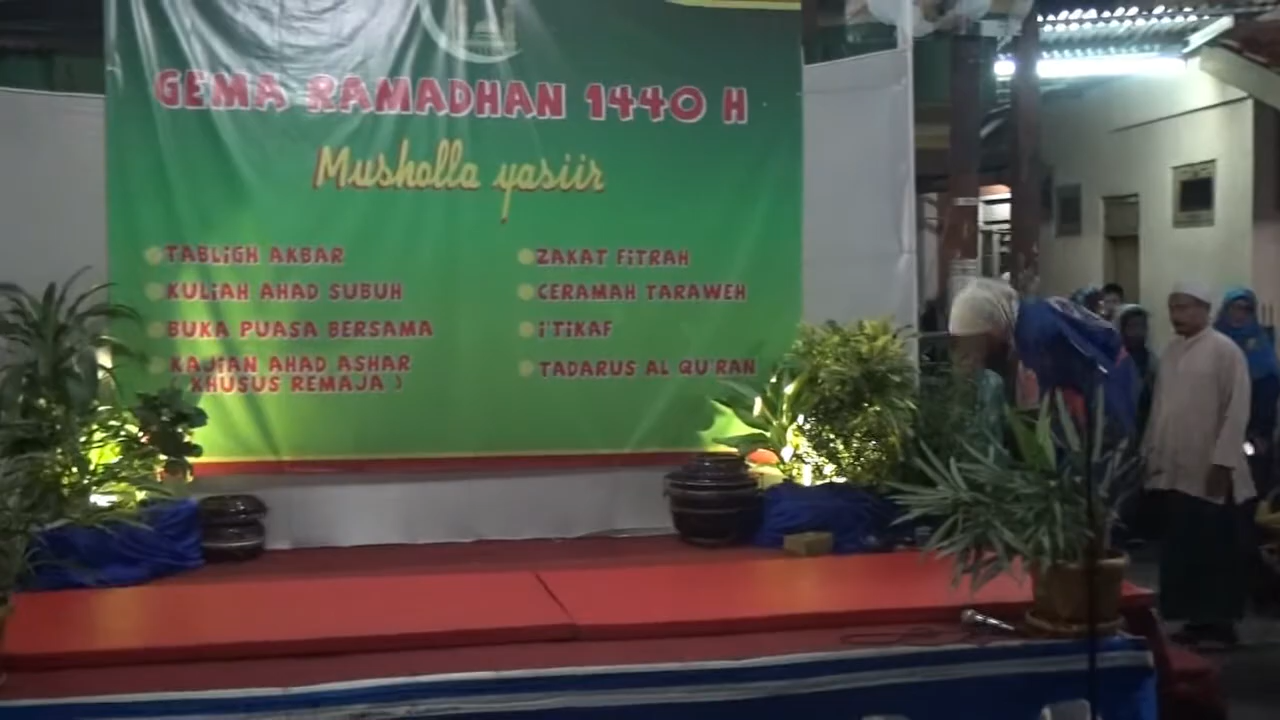 GEMA RAMADHAN 1440 H
Musholla yasiir
TABLIGH AKBAR
KULIAH AHAD SUBUH
BUKA PUASA BERSAMA
KAJIAN AHAD ASHAR
( KHUSUS REMAJA )
ZAKAT FITRAH
CERAMAH TARAWEH
I'TIKAF
TADARUS AL QU'RAN